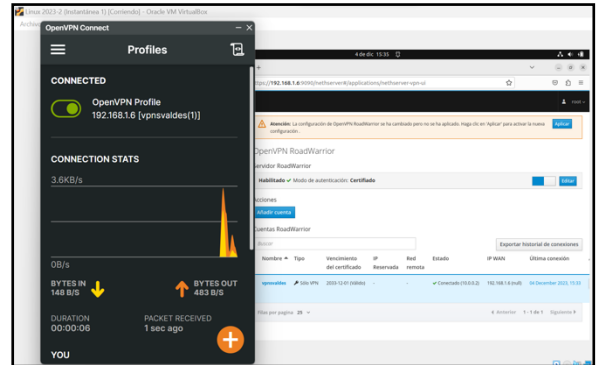 Linux 2023-2 (Instantánea 1) [Corriendo] - Oracle VM VirtualBox
OpenVPN Connect
Profiles
CONNECTED
OpenVPN Profile
192.168.1.6 [vpnsvaldes(1)]
CONNECTION STATS
3.6KB/s
0B/s
BYTES IN
148 B/S
BYTES OUT
483 B/S
DURATION
00:00:06
PACKET RECEIVED
1 sec ago
YOU
4 de dic 15:35
https://192.168.1.6:9090/nethserver#/applications/nethserver-vpn-ui
root
Atención: La configuración de OpenVPN RoadWarrior se ha cambiado pero no se ha aplicado. Haga clic en 'Aplicar' para activar la nueva configuración.
Aplicar
OpenVPN RoadWarrior
Servidor RoadWarrior
Habilitado ✔ Modo de autenticación: Certifiado
Editar
Acciones
Añadir cuenta
Cuentas RoadWarrior
Buscar
Exportar historial de conexiones
Nombre Tipo Vencimiento del certificado IP Reservada Red remota Estado IP WAN Última conexión
vpnsvaldes Sólo VPN 2033-12-01 (Válido) - - ✔ Conectado (10.0.5.2) 192.168.1.6 (null) 04 December 2023, 15:33
Filas por pagina: 25
Anterior 1 - 1 de 1 Siguiente